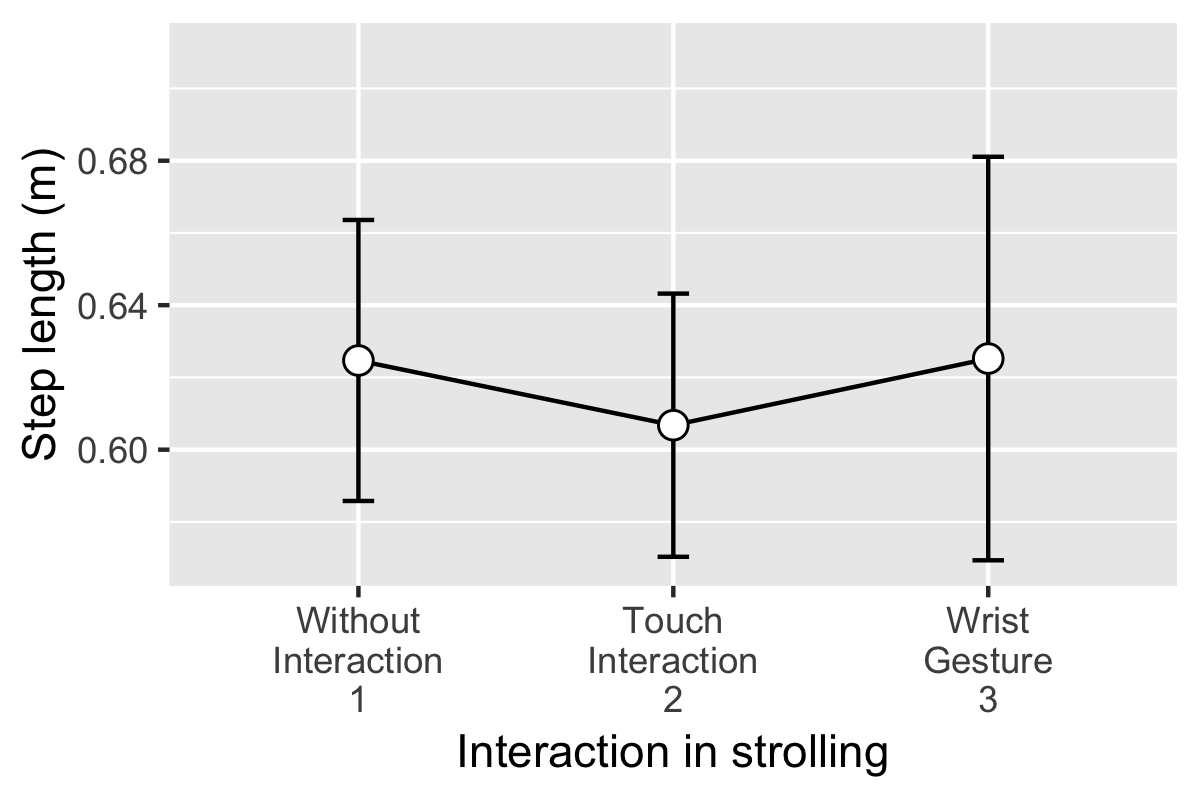 Step length (m)
0.68
0.64
0.60
Without
Interaction
1
Touch
Interaction
2
Wrist
Gesture
3
Interaction in strolling